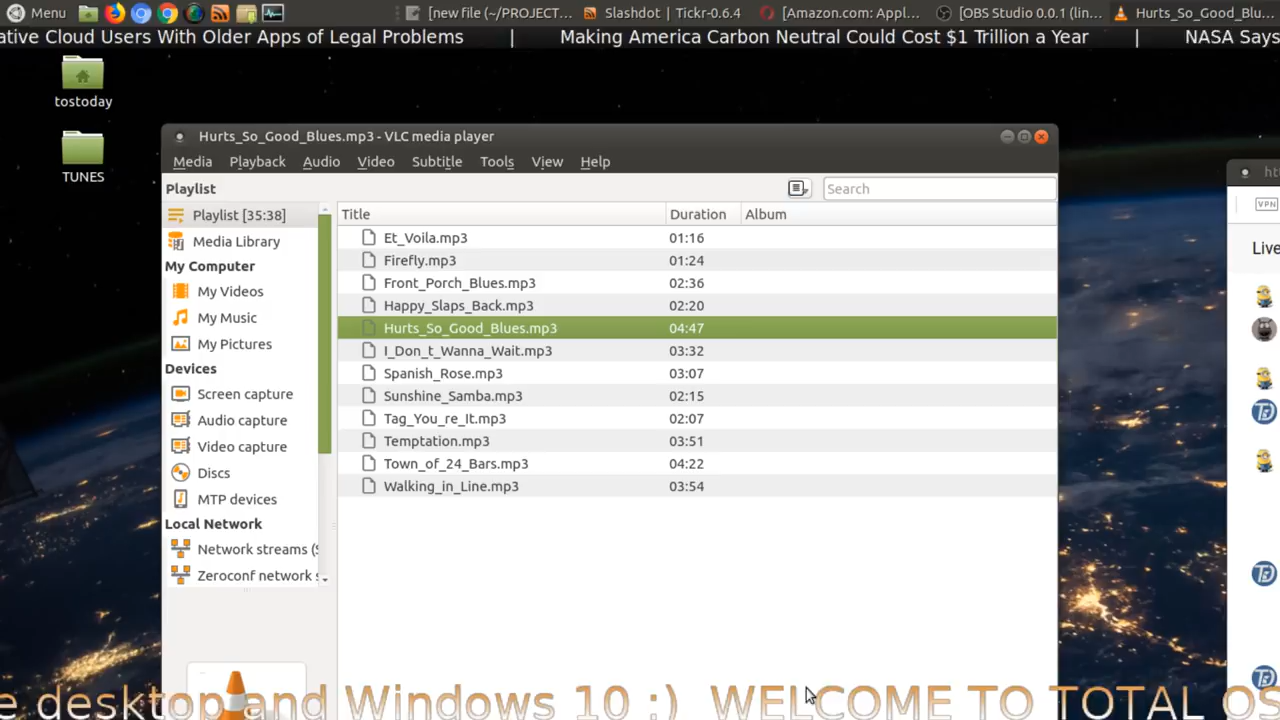 Menu [new file (~/PROJECT... Slashdot | Tickr-0.6.4 [Amazon.com: Appl... [OBS Studio 0.0.1 (lin... Hurts_So_Good_Blu...
ative Cloud Users With Older Apps of Legal Problems | Making America Carbon Neutral Could Cost $1 Trillion a Year | NASA Says
tostoday
TUNES
Hurts_So_Good_Blues.mp3 - VLC media player
Media Playback Audio Video Subtitle Tools View Help
Playlist Search
Playlist [35:38]
Media Library
My Computer
My Videos
My Music
My Pictures
Devices
Screen capture
Audio capture
Video capture
Discs
MTP devices
Local Network
Network streams (S
Zeroconf network s
Title Duration Album
Et_Voila.mp3 01:16
Firefly.mp3 01:24
Front_Porch_Blues.mp3 02:36
Happy_Slaps_Back.mp3 02:20
Hurts_So_Good_Blues.mp3 04:47
I_Don_t_Wanna_Wait.mp3 03:32
Spanish_Rose.mp3 03:07
Sunshine_Samba.mp3 02:15
Tag_You_re_It.mp3 02:07
Temptation.mp3 03:51
Town_of_24_Bars.mp3 04:22
Walking_in_Line.mp3 03:54
ht
VPN
Live
e desktop and Windows 10 :) WELCOME TO TOTAL OS